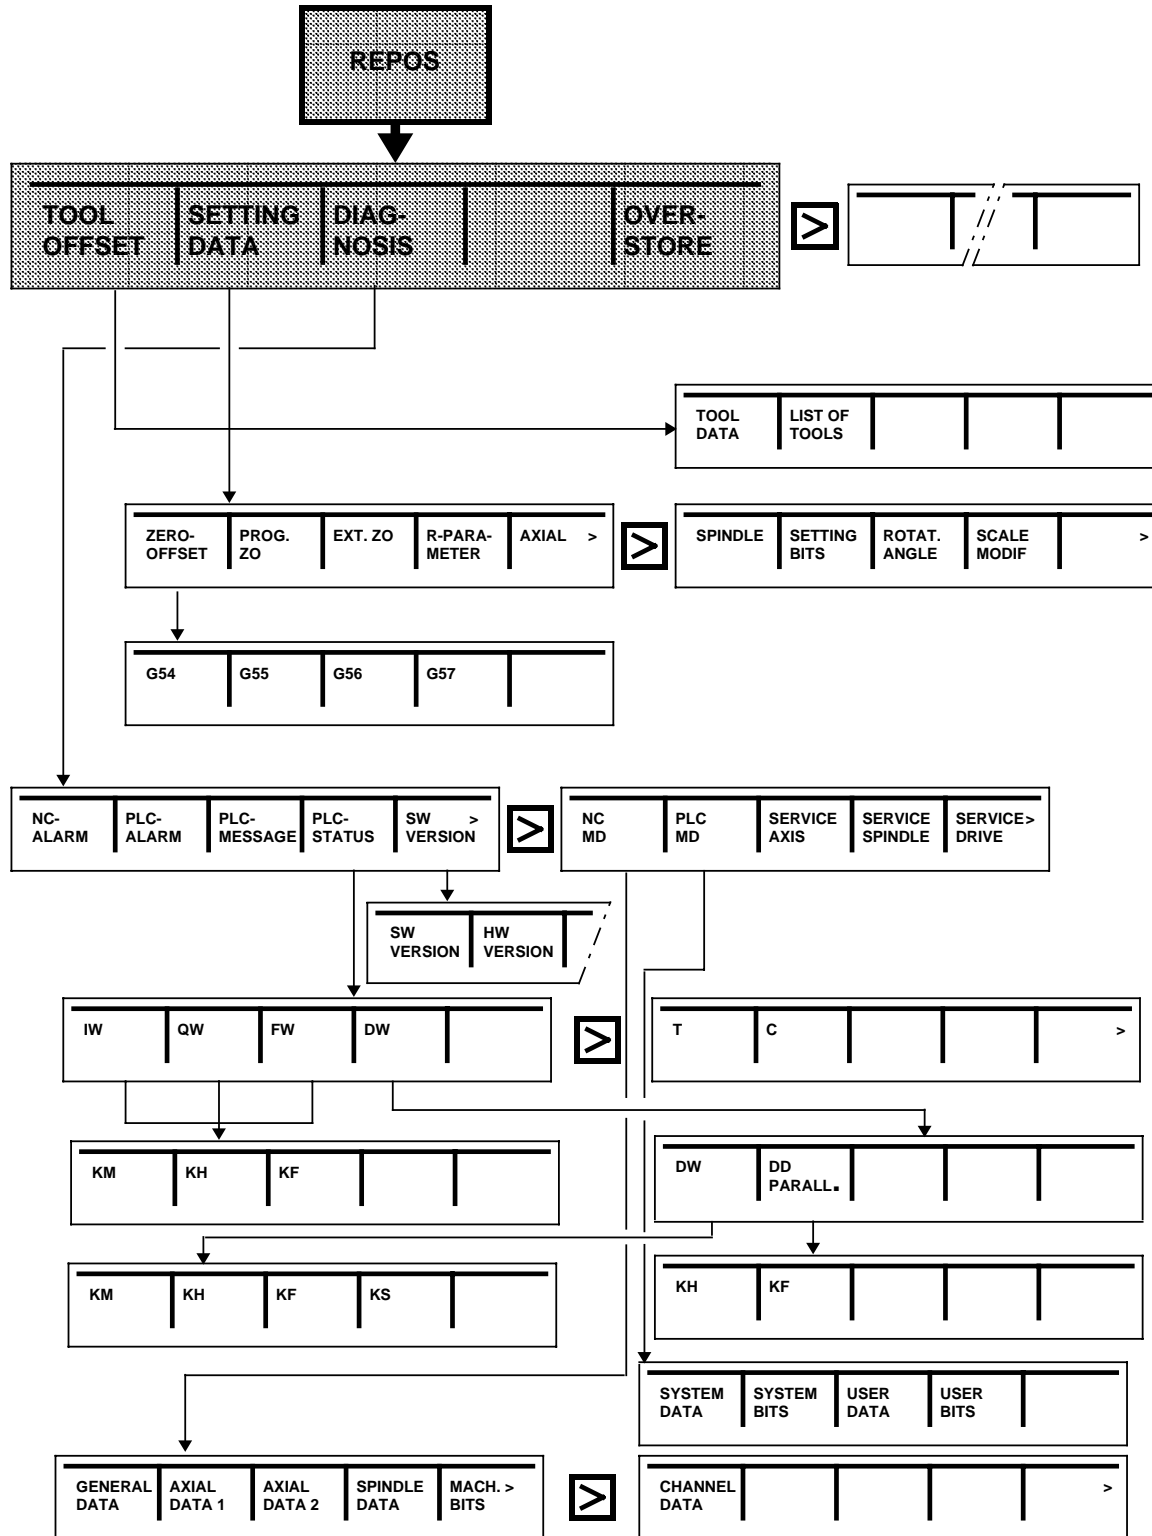 REPOS
TOOL OFFSET
SETTING DATA
DIAG-NOSIS
OVER-STORE
>
TOOL DATA
LIST OF TOOLS
ZERO-OFFSET
PROG. ZO
EXT. ZO
R-PARA-METER
AXIAL >
>
SPINDLE
SETTING BITS
ROTAT. ANGLE
SCALE MODIF
>
G54
G55
G56
G57
NC-ALARM
PLC-ALARM
PLC-MESSAGE
PLC-STATUS
SW > VERSION
>
NC MD
PLC MD
SERVICE AXIS
SERVICE SPINDLE
SERVICE> DRIVE
SW VERSION
HW VERSION
IW
QW
FW
DW
>
T
C
>
KM
KH
KF
DW
DD PARALL.
KM
KH
KF
KS
KH
KF
SYSTEM DATA
SYSTEM BITS
USER DATA
USER BITS
GENERAL DATA
AXIAL DATA 1
AXIAL DATA 2
SPINDLE DATA
MACH. > BITS
>
CHANNEL DATA
>